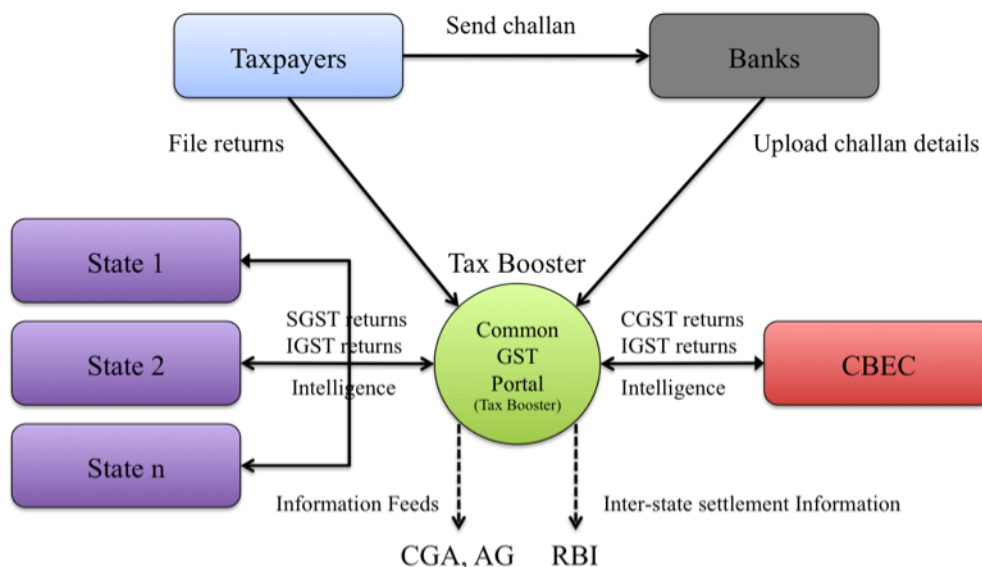 Send challan
Taxpayers
Banks
File returns
Upload challan details
State 1
Tax Booster
SGST returns
IGST returns
Intelligence
Common
GST
Portal
(Tax Booster)
CGST returns
IGST returns
Intelligence
State 2
CBEC
State n
Information Feeds
Inter-state settlement Information
CGA, AG
RBI